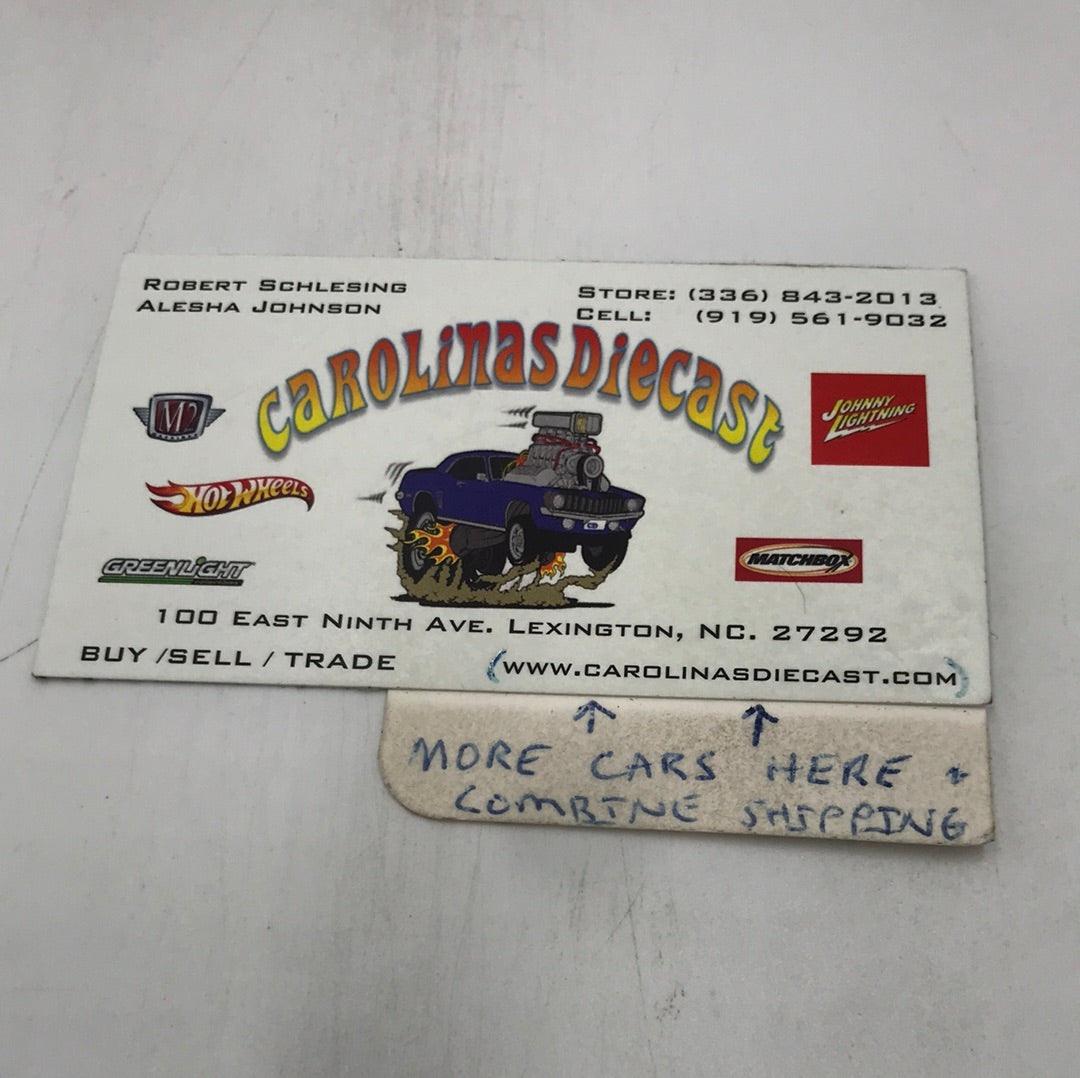 ROBERT SCHLESING
ALESHA JOHNSON
STORE: (336) 843-2013
CELL: (919) 561-9032
CAROLINAS DIECAST
M2
JOHNNY
LIGHTNING
HOT WHEELS
GREENLIGHT
MATCHBOX
100 EAST NINTH AVE. LEXINGTON, NC. 27292
BUY /SELL / TRADE
(WWW.CAROLINASDIECAST.COM)
↑ ↑
MORE CARS HERE +
COMBINE SHIPPING